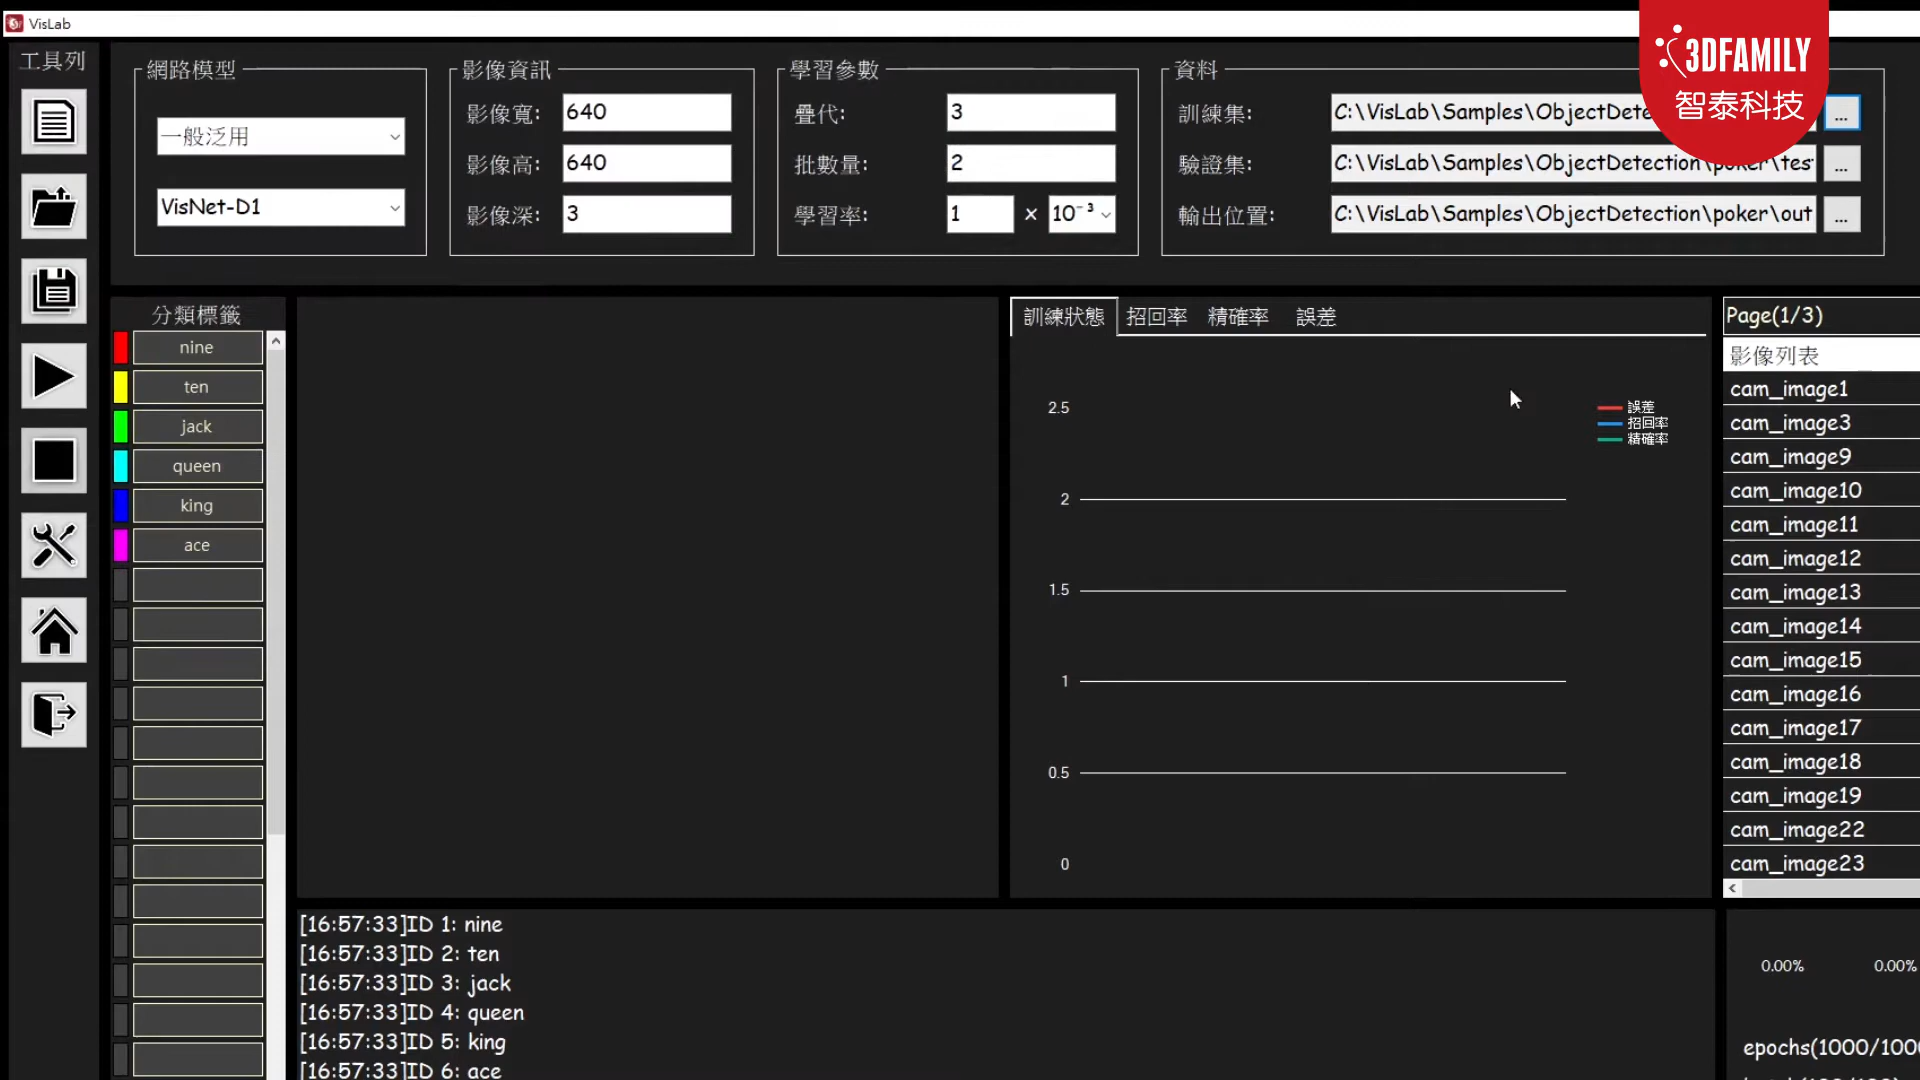 VisLab
3DFAMILY
智泰科技
工具列
網路模型
一般泛用
VisNet-D1
影像資訊
影像寬: 640
影像高: 640
影像深: 3
學習參數
疊代: 3
批數量: 2
學習率: 1 × 10⁻³
資料
訓練集: C:\VisLab\Samples\ObjectDete ...
驗證集: C:\VisLab\Samples\ObjectDetection\poker\tes ...
輸出位置: C:\VisLab\Samples\ObjectDetection\poker\out ...
分類標籤
nine
ten
jack
queen
king
ace
訓練狀態 招回率 精確率 誤差
2.5
2
1.5
1
0.5
0
誤差
招回率
精確率
Page(1/3)
影像列表
cam_image1
cam_image3
cam_image9
cam_image10
cam_image11
cam_image12
cam_image13
cam_image14
cam_image15
cam_image16
cam_image17
cam_image18
cam_image19
cam_image22
cam_image23
[16:57:33]ID 1: nine
[16:57:33]ID 2: ten
[16:57:33]ID 3: jack
[16:57:33]ID 4: queen
[16:57:33]ID 5: king
[16:57:33]ID 6: ace
0.00% 0.00%
epochs(1000/100